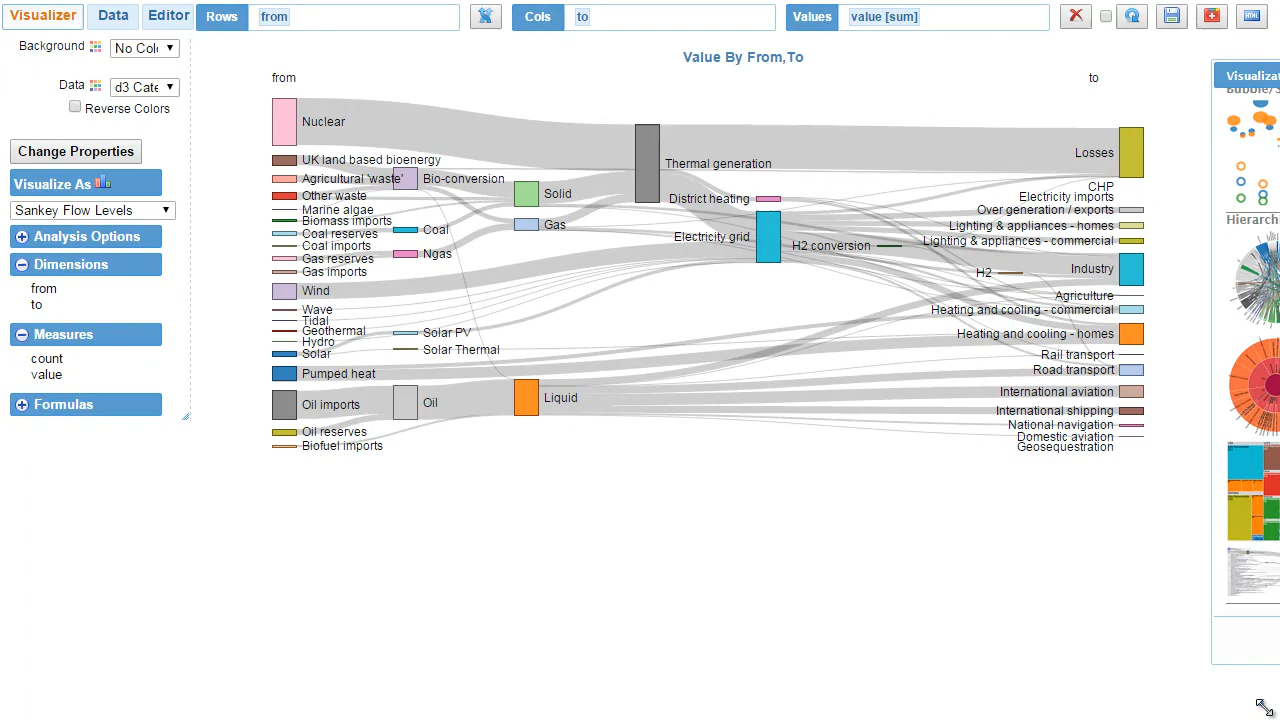 Visualizer Data Editor Rows from Cols to Values value [sum]
Background
Data d3 Cate
Reverse Colors
Change Properties
Visualize As
Sankey Flow Levels
Analysis Options
Dimensions
from
to
Measures
count
value
Formulas
Value By From,To
from
to
Nuclear
UK land based bioenergy
Agricultural 'waste'
Other waste
Marine algae
Biomass imports
Coal reserves
Coal imports
Gas reserves
Gas imports
Wind
Wave
Tidal
Geothermal
Hydro
Solar
Pumped heat
Oil imports
Oil reserves
Biofuel imports
Bio-conversion
Coal
Ngas
Solar PV
Solar Thermal
Oil
Solid
Gas
Liquid
Thermal generation
District heating
Electricity grid
H2 conversion
H2
Losses
CHP
Electricity imports
Over generation / exports
Lighting & appliances - homes
Lighting & appliances - commercial
Industry
Agriculture
Heating and cooling - commercial
Heating and cooling - homes
Rail transport
Road transport
International aviation
International shipping
National navigation
Domestic aviation
Geosequestration
Visualizat
Bubble/S
Hierarch